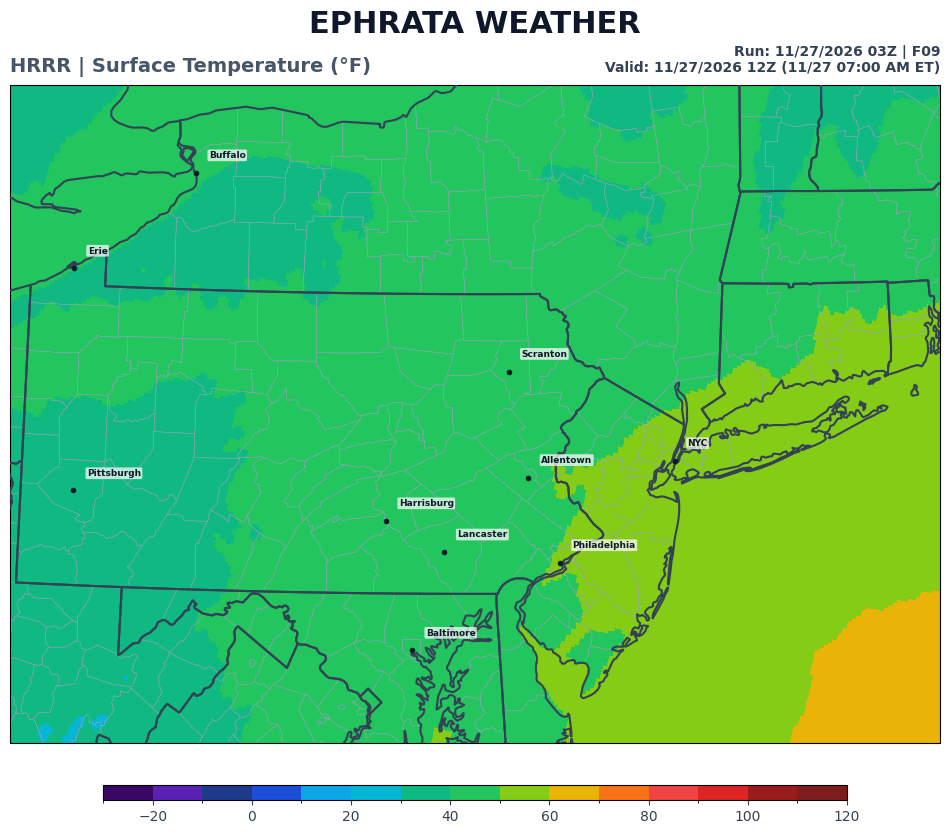 EPHRATA WEATHER
HRRR | Surface Temperature (°F)
Run: 11/27/2026 03Z | F09
Valid: 11/27/2026 12Z (11/27 07:00 AM ET)
Buffalo
Erie
Scranton
NYC
Allentown
Pittsburgh
Harrisburg
Lancaster
Philadelphia
Baltimore
−20 0 20 40 60 80 100 120